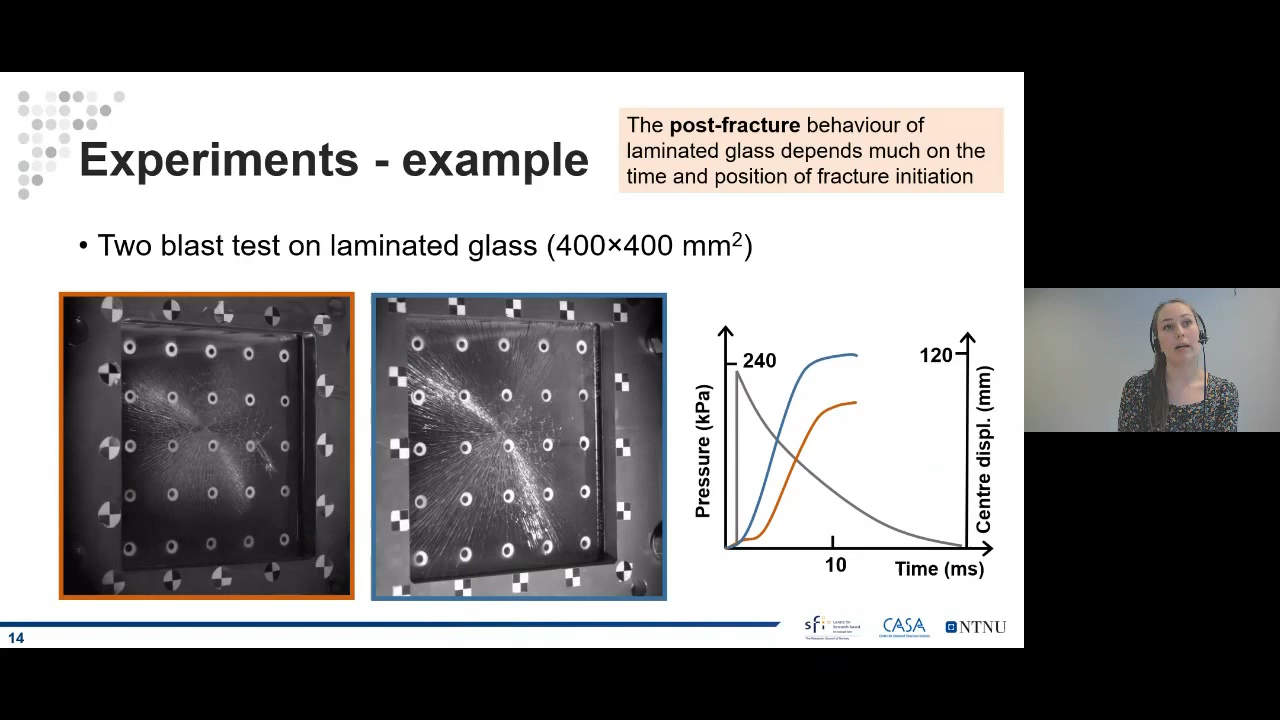 Experiments - example
The post-fracture behaviour of
laminated glass depends much on the
time and position of fracture initiation
• Two blast test on laminated glass (400×400 mm²)
240
120
Pressure (kPa)
Centre displ. (mm)
10
Time (ms)
14
sfi
CASA
NTNU